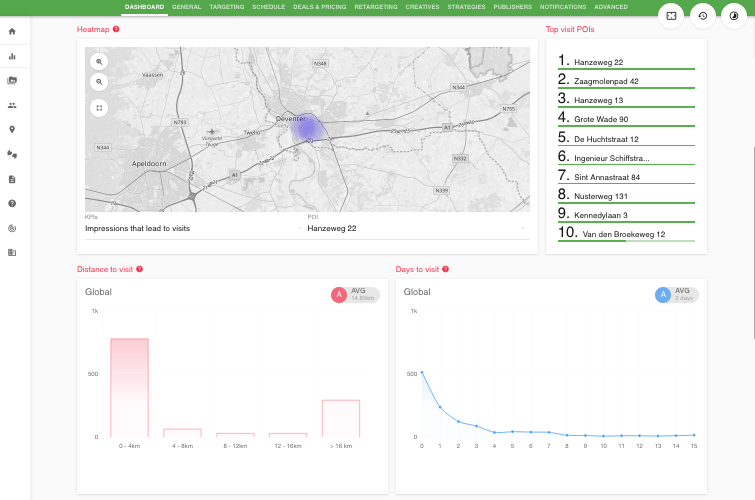 DASHBOARD GENERAL TARGETING SCHEDULE DEALS & PRICING RETARGETING CREATIVES STRATEGIES PUBLISHERS NOTIFICATIONS ADVANCED
Heatmap
Top visit POIs
N348
Vaassen
N344
N755
Deventer
N793
Twello
A1
N344
Apeldoorn
N332
A1
N339
KPIs
Impressions that lead to visits
POI
Hanzeweg 22
1. Hanzeweg 22
2. Zaagmolenpad 42
3. Hanzeweg 13
4. Grote Wade 90
5. De Huchtstraat 12
6. Ingenieur Schiffstra...
7. Sint Annastraat 84
8. Nusterweg 131
9. Kennedylaan 3
10. Van den Broekeweg 12
Distance to visit
Global
A AVG
14.69km
1k
500
0
0 - 4km 4 - 8km 8 - 12km 12 - 16km > 16 km
Days to visit
Global
A AVG
2 days
1k
500
0
0 1 2 3 4 5 6 7 8 9 10 11 12 13 14 15